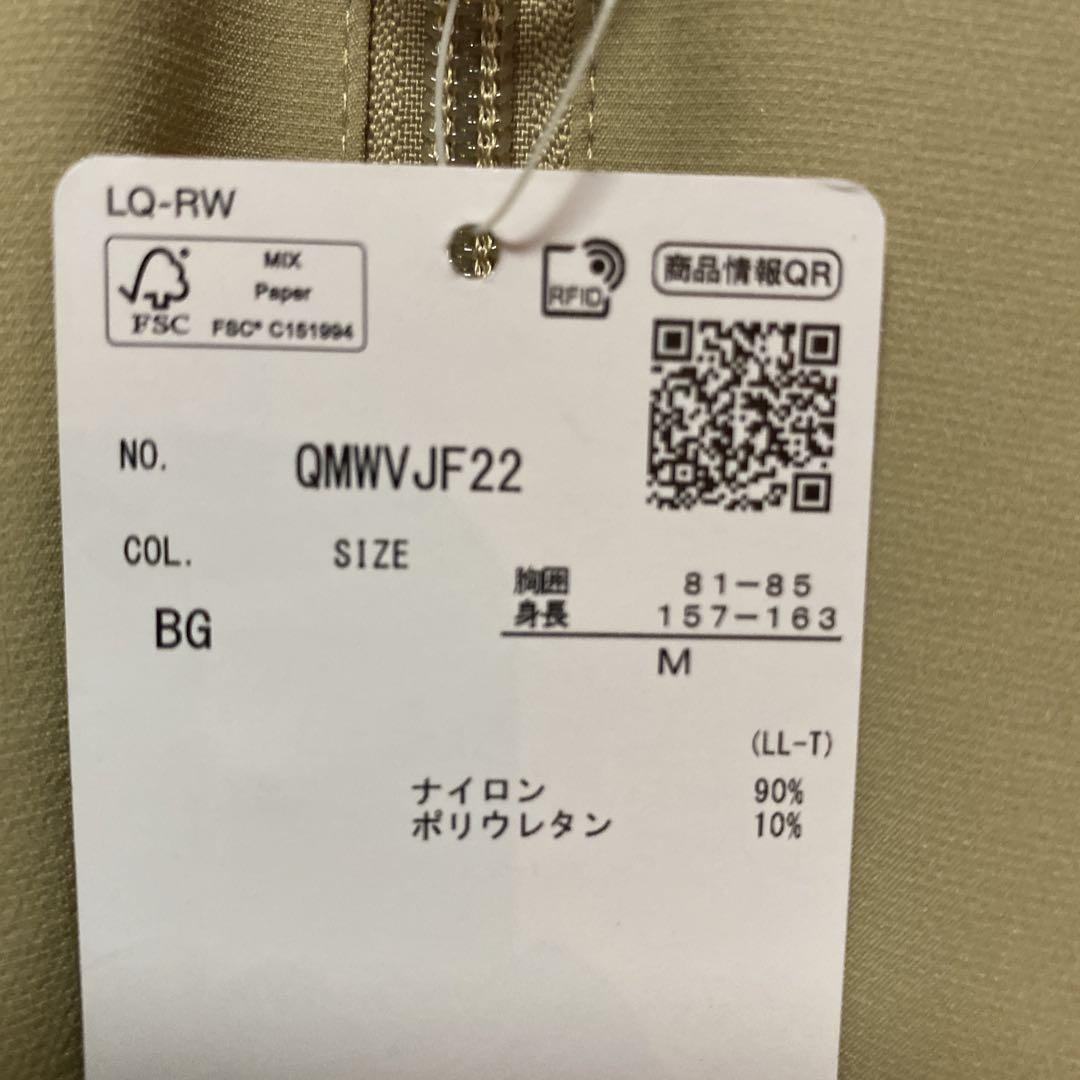 LQ-RW
MIX
Paper
FSC
FSC® C151994
RFID
商品情報QR
NO.
QMWVJF22
COL.
SIZE
BG
胸囲 81-85
身長 157-163
M
(LL-T)
ナイロン 90%
ポリウレタン 10%